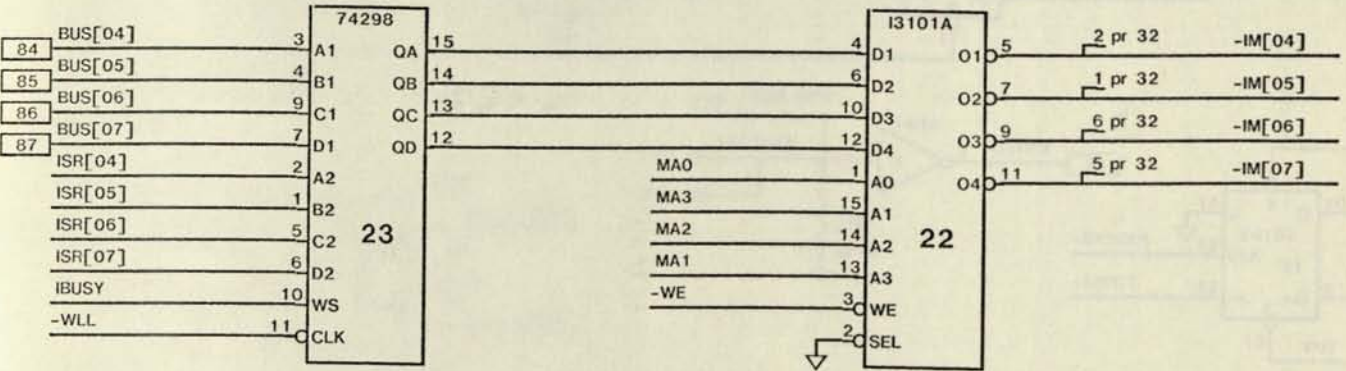 74298
I3101A
84 BUS[04] 3 A1 QA 15 4 D1 O1 5 2 pr 32 -IM[04]
85 BUS[05] 4 B1 QB 14 6 D2 O2 7 1 pr 32 -IM[05]
86 BUS[06] 9 C1 QC 13 10 D3 O3 9 6 pr 32 -IM[06]
87 BUS[07] 7 D1 QD 12 12 D4 O4 11 5 pr 32 -IM[07]
ISR[04] 2 A2 MA0 1 A0
ISR[05] 1 B2 MA3 15 A1
ISR[06] 5 C2 23 MA2 14 A2 22
ISR[07] 6 D2 MA1 13 A3
IBUSY 10 WS -WE 3 WE
-WLL 11 CLK 2 SEL